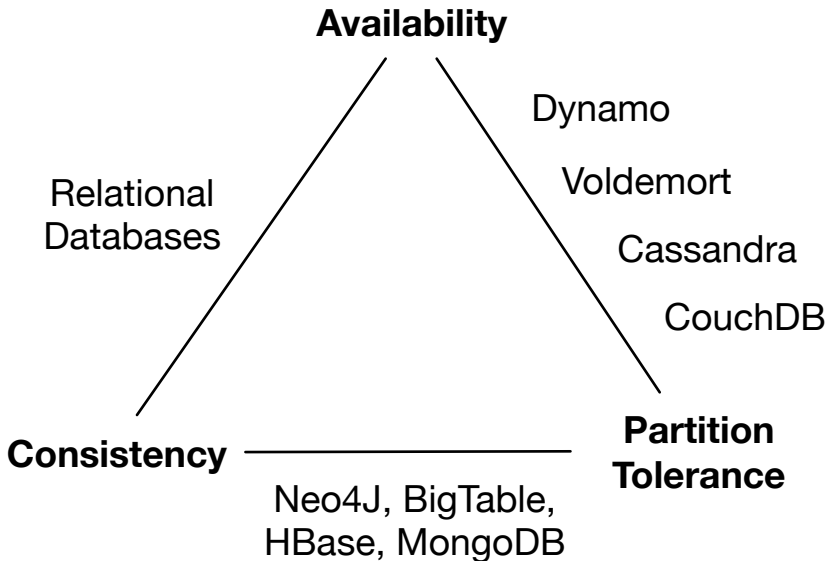 Availability
Dynamo
Voldemort
Relational
Databases
Cassandra
CouchDB
Consistency
Partition
Tolerance
Neo4J, BigTable,
HBase, MongoDB